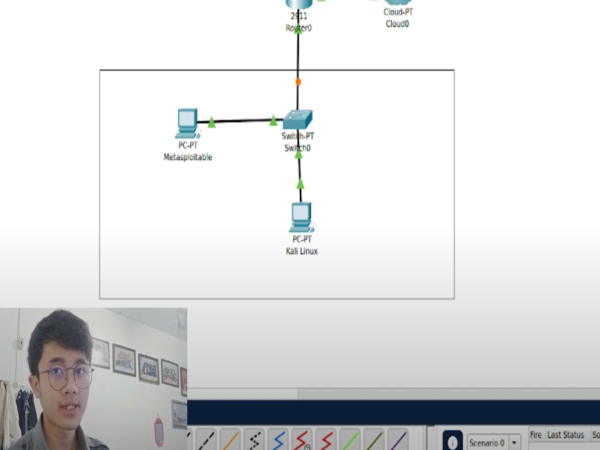 2911
Router0
Cloud-PT
Cloud0
Switch-PT
Switch0
PC-PT
Metasploitable
PC-PT
Kali Linux
Scenario 0
Fire
Last Status
So